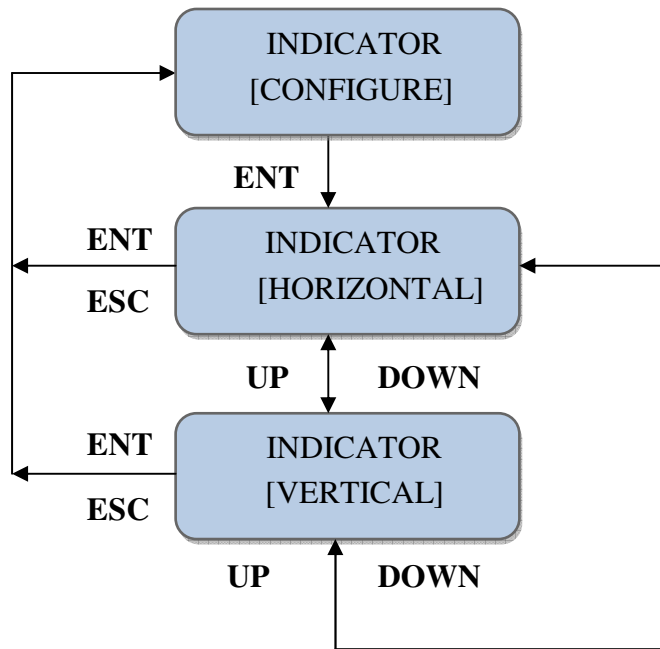 INDICATOR
[CONFIGURE]
ENT
INDICATOR
[HORIZONTAL]
ENT
ESC
UP DOWN
INDICATOR
[VERTICAL]
ENT
ESC
UP DOWN